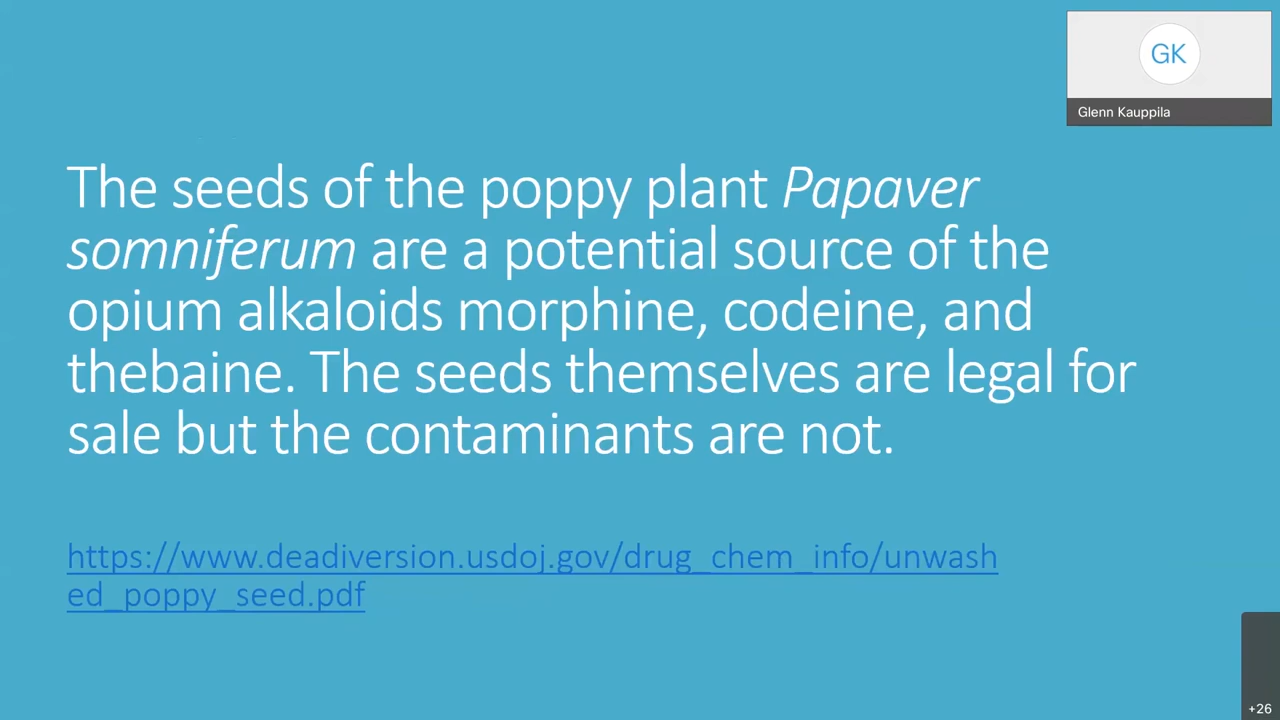 GK
Glenn Kauppila
The seeds of the poppy plant Papaver
somniferum are a potential source of the
opium alkaloids morphine, codeine, and
thebaine. The seeds themselves are legal for
sale but the contaminants are not.
https://www.deadiversion.usdoj.gov/drug_chem_info/unwash
ed_poppy_seed.pdf
+26